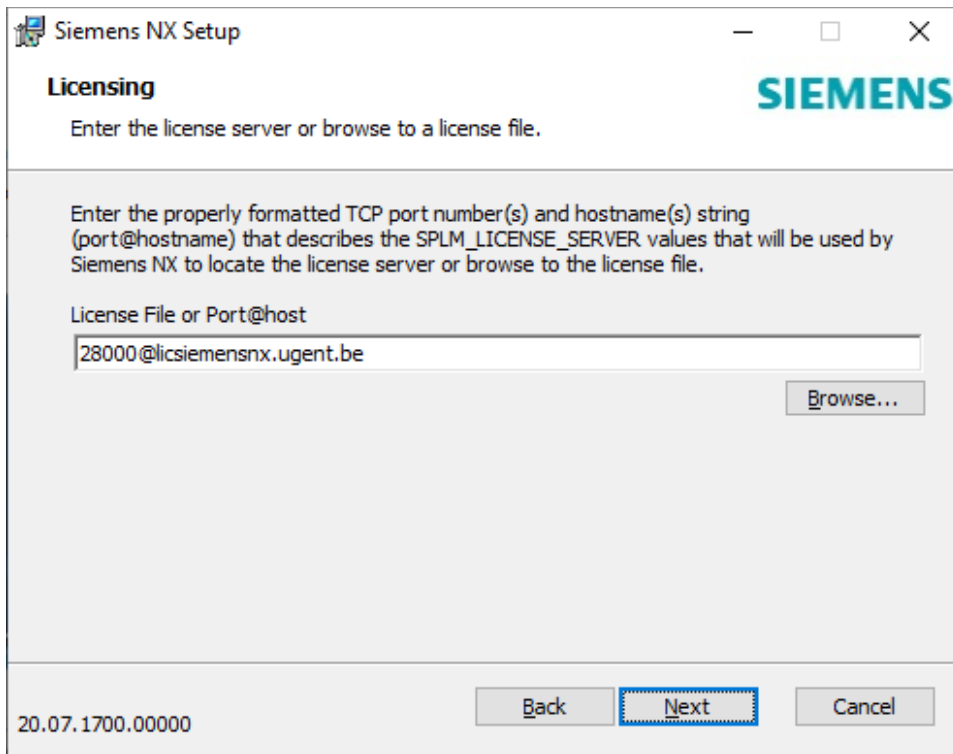 Siemens NX Setup
Licensing
SIEMENS
Enter the license server or browse to a license file.
Enter the properly formatted TCP port number(s) and hostname(s) string
(port@hostname) that describes the SPLM_LICENSE_SERVER values that will be used by
Siemens NX to locate the license server or browse to the license file.
License File or Port@host
28000@licsiemensnx.ugent.be
Browse...
Back
Next
Cancel
20.07.1700.00000